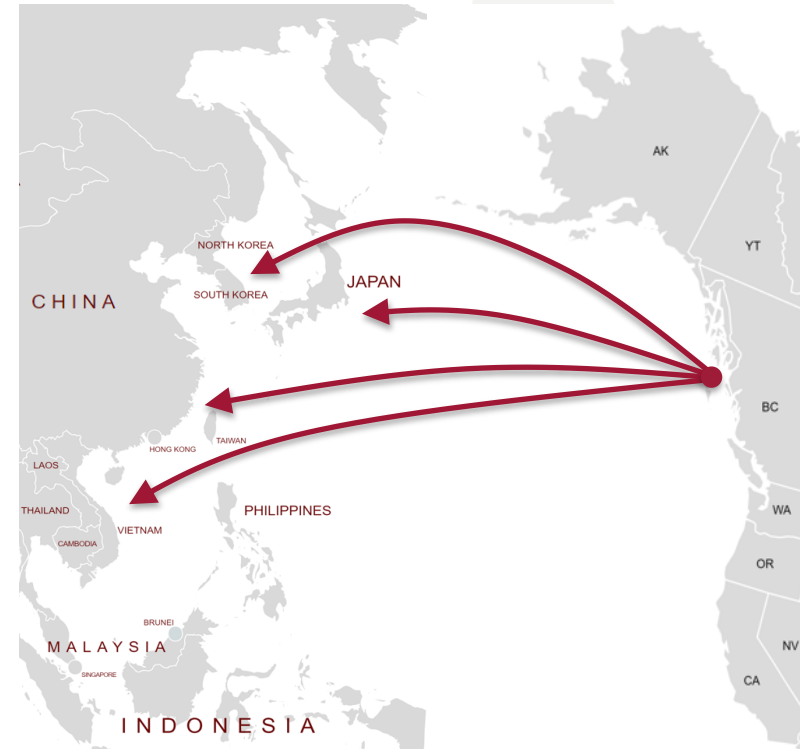 AK
YT
NORTH KOREA
JAPAN
SOUTH KOREA
CHINA
BC
TAIWAN
HONG KONG
LAOS
THAILAND
PHILIPPINES
WA
VIETNAM
CAMBODIA
OR
BRUNEI
MALAYSIA
NV
SINGAPORE
CA
INDONESIA